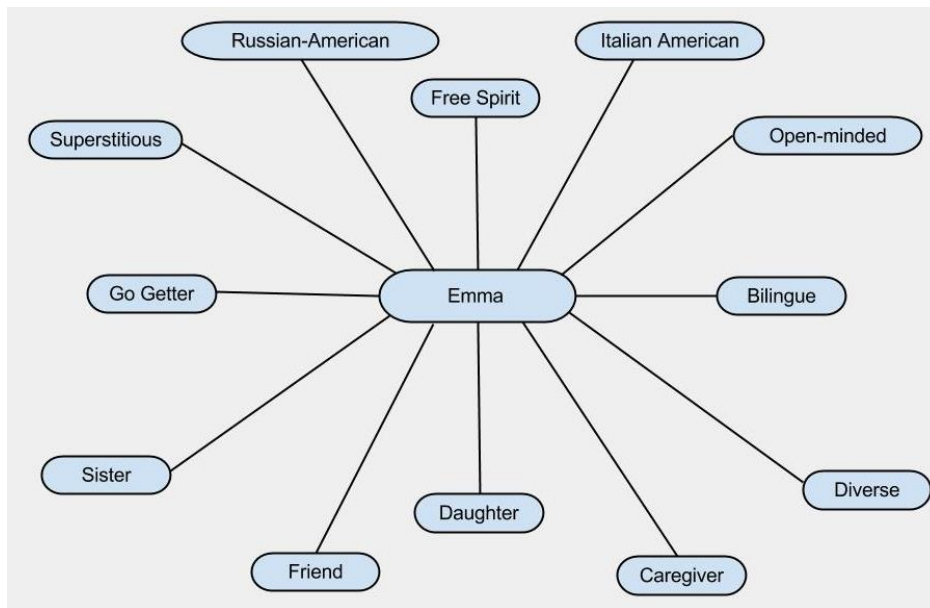 Russian-American
Italian American
Free Spirit
Superstitious
Open-minded
Go Getter
Emma
Bilingue
Sister
Diverse
Daughter
Friend
Caregiver